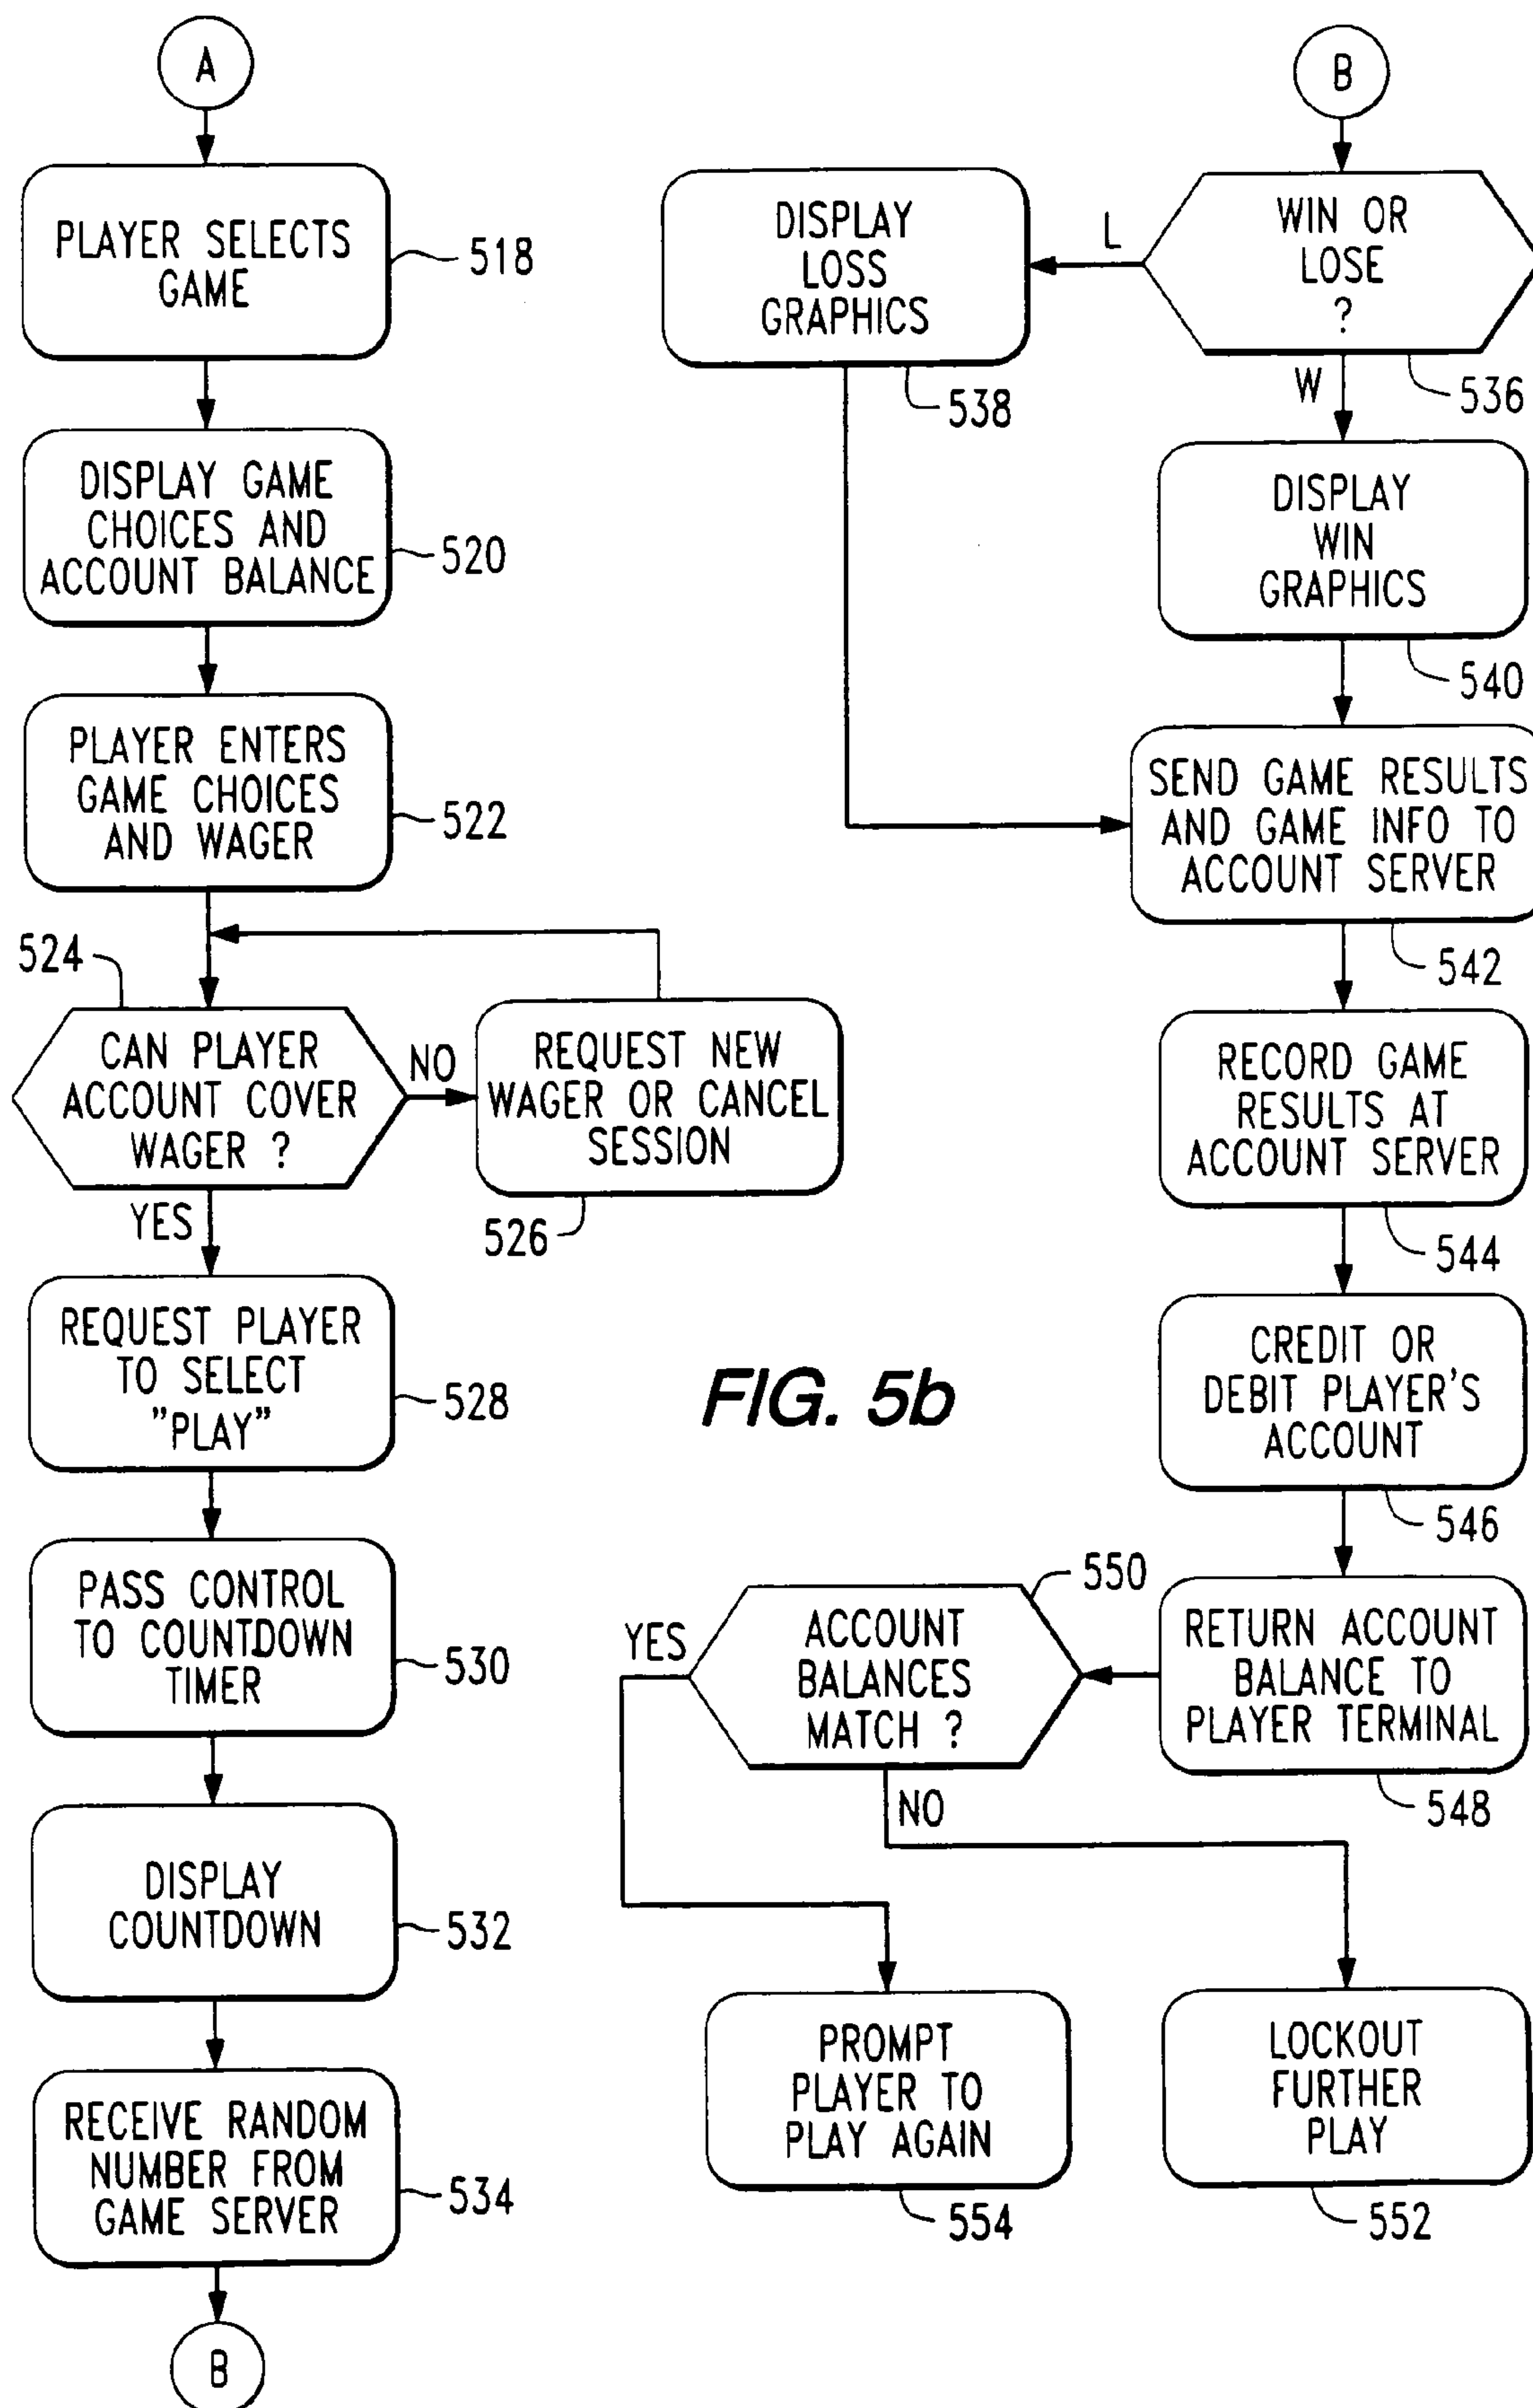 A
PLAYER SELECTS
GAME
518
DISPLAY GAME
CHOICES AND
ACCOUNT BALANCE
520
PLAYER ENTERS
GAME CHOICES
AND WAGER
522
524
CAN PLAYER
ACCOUNT COVER
WAGER ?
NO
REQUEST NEW
WAGER OR CANCEL
SESSION
526
YES
REQUEST PLAYER
TO SELECT
"PLAY"
528
PASS CONTROL
TO COUNTDOWN
TIMER
530
DISPLAY
COUNTDOWN
532
RECEIVE RANDOM
NUMBER FROM
GAME SERVER
534
B
B
WIN OR
LOSE
?
536
L
DISPLAY
LOSS
GRAPHICS
538
W
DISPLAY
WIN
GRAPHICS
540
SEND GAME RESULTS
AND GAME INFO TO
ACCOUNT SERVER
542
RECORD GAME
RESULTS AT
ACCOUNT SERVER
544
CREDIT OR
DEBIT PLAYER'S
ACCOUNT
546
RETURN ACCOUNT
BALANCE TO
PLAYER TERMINAL
548
550
ACCOUNT
BALANCES
MATCH ?
YES
NO
PROMPT
PLAYER TO
PLAY AGAIN
554
LOCKOUT
FURTHER
PLAY
552
FIG. 5b